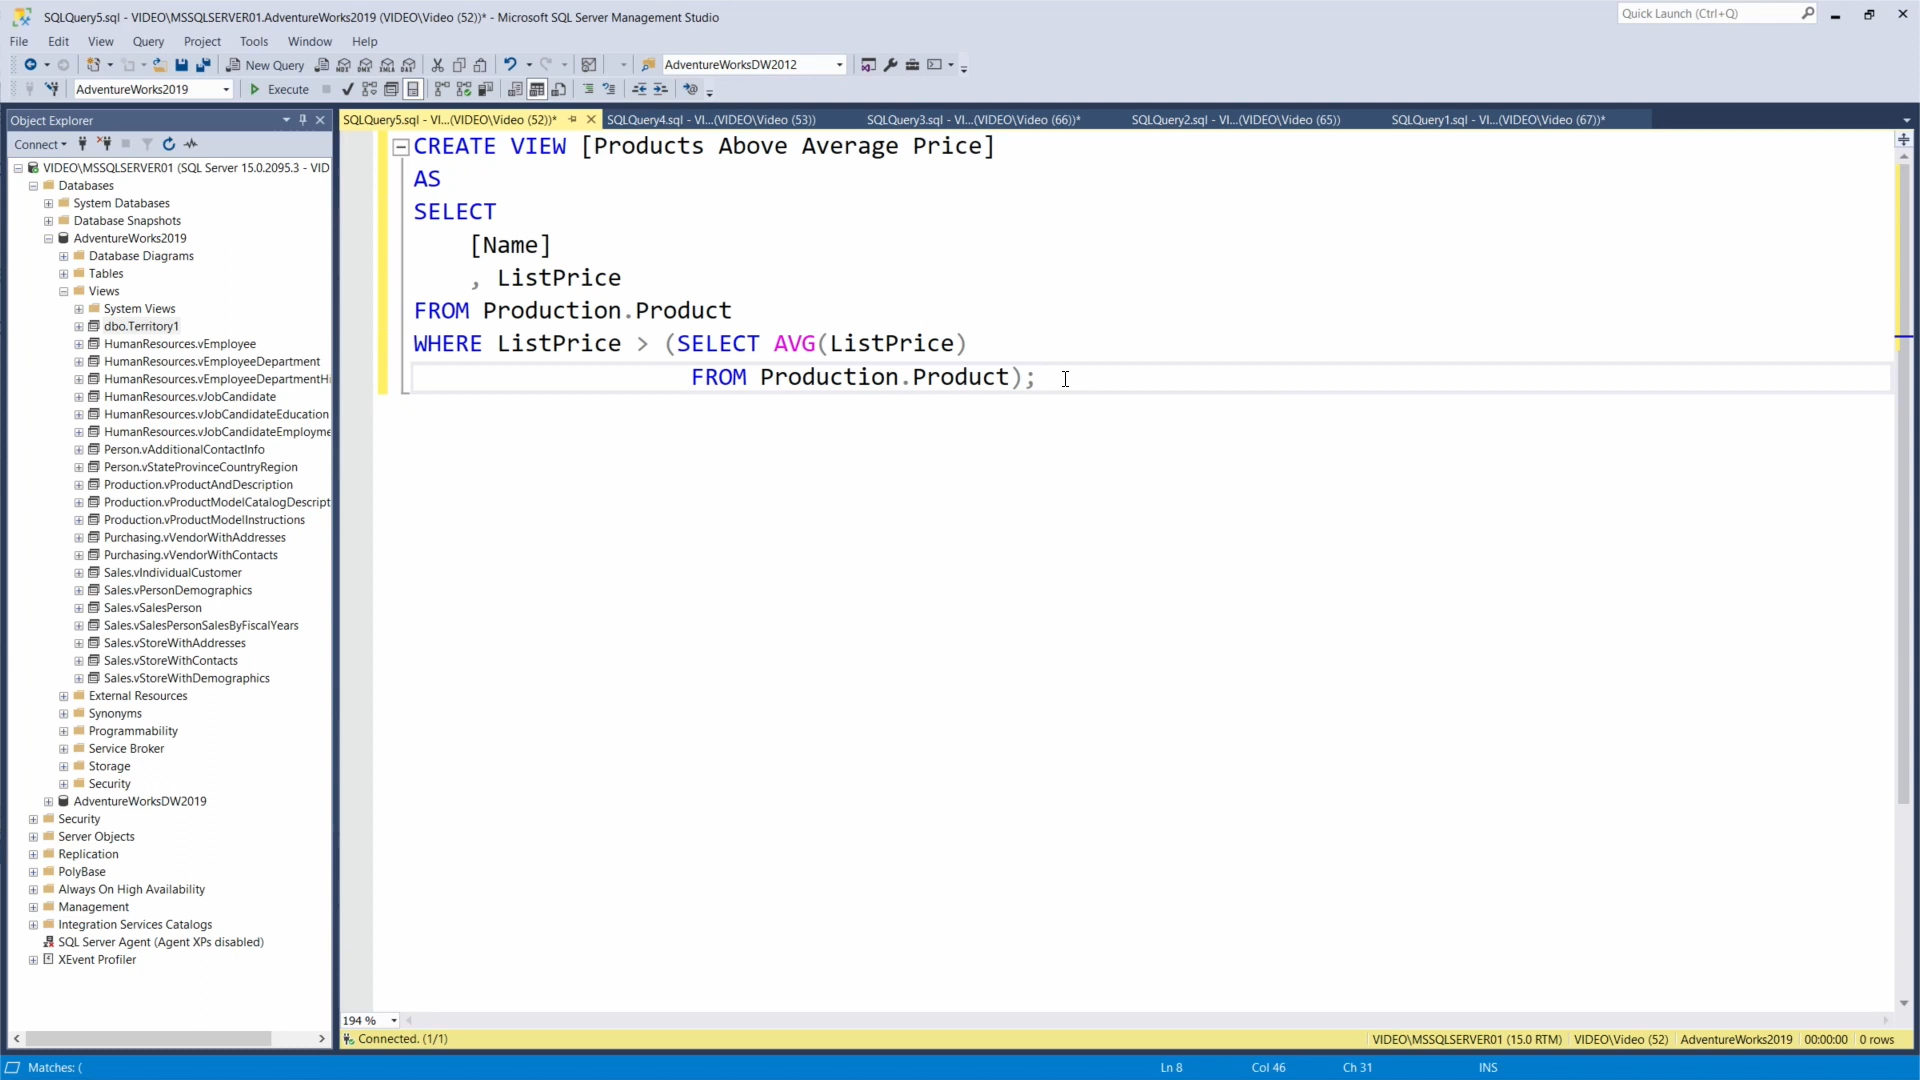 SQLQuery5.sql - VIDEO\MSSQLSERVER01.AdventureWorks2019 (VIDEO\Video (52))* - Microsoft SQL Server Management Studio
Quick Launch (Ctrl+Q)
File Edit View Query Project Tools Window Help
New Query
AdventureWorksDW2012
AdventureWorks2019
Execute
Object Explorer
Connect
VIDEO\MSSQLSERVER01 (SQL Server 15.0.2095.3 - VID
Databases
System Databases
Database Snapshots
AdventureWorks2019
Database Diagrams
Tables
Views
System Views
dbo.Territory1
HumanResources.vEmployee
HumanResources.vEmployeeDepartment
HumanResources.vEmployeeDepartmentHi
HumanResources.vJobCandidate
HumanResources.vJobCandidateEducation
HumanResources.vJobCandidateEmployme
Person.vAdditionalContactInfo
Person.vStateProvinceCountryRegion
Production.vProductAndDescription
Production.vProductModelCatalogDescript
Production.vProductModelInstructions
Purchasing.vVendorWithAddresses
Purchasing.vVendorWithContacts
Sales.vIndividualCustomer
Sales.vPersonDemographics
Sales.vSalesPerson
Sales.vSalesPersonSalesByFiscalYears
Sales.vStoreWithAddresses
Sales.vStoreWithContacts
Sales.vStoreWithDemographics
External Resources
Synonyms
Programmability
Service Broker
Storage
Security
AdventureWorksDW2019
Security
Server Objects
Replication
PolyBase
Always On High Availability
Management
Integration Services Catalogs
SQL Server Agent (Agent XPs disabled)
XEvent Profiler
SQLQuery5.sql - VI...(VIDEO\Video (52))* SQLQuery4.sql - VI...(VIDEO\Video (53)) SQLQuery3.sql - VI...(VIDEO\Video (66))* SQLQuery2.sql - VI...(VIDEO\Video (65)) SQLQuery1.sql - VI...(VIDEO\Video (67))*
CREATE VIEW [Products Above Average Price]
AS
SELECT
[Name]
, ListPrice
FROM Production.Product
WHERE ListPrice > (SELECT AVG(ListPrice)
FROM Production.Product);
194 %
Connected. (1/1)
VIDEO\MSSQLSERVER01 (15.0 RTM) VIDEO\Video (52) AdventureWorks2019 00:00:00 0 rows
Matches: (
Ln 8 Col 46 Ch 31 INS